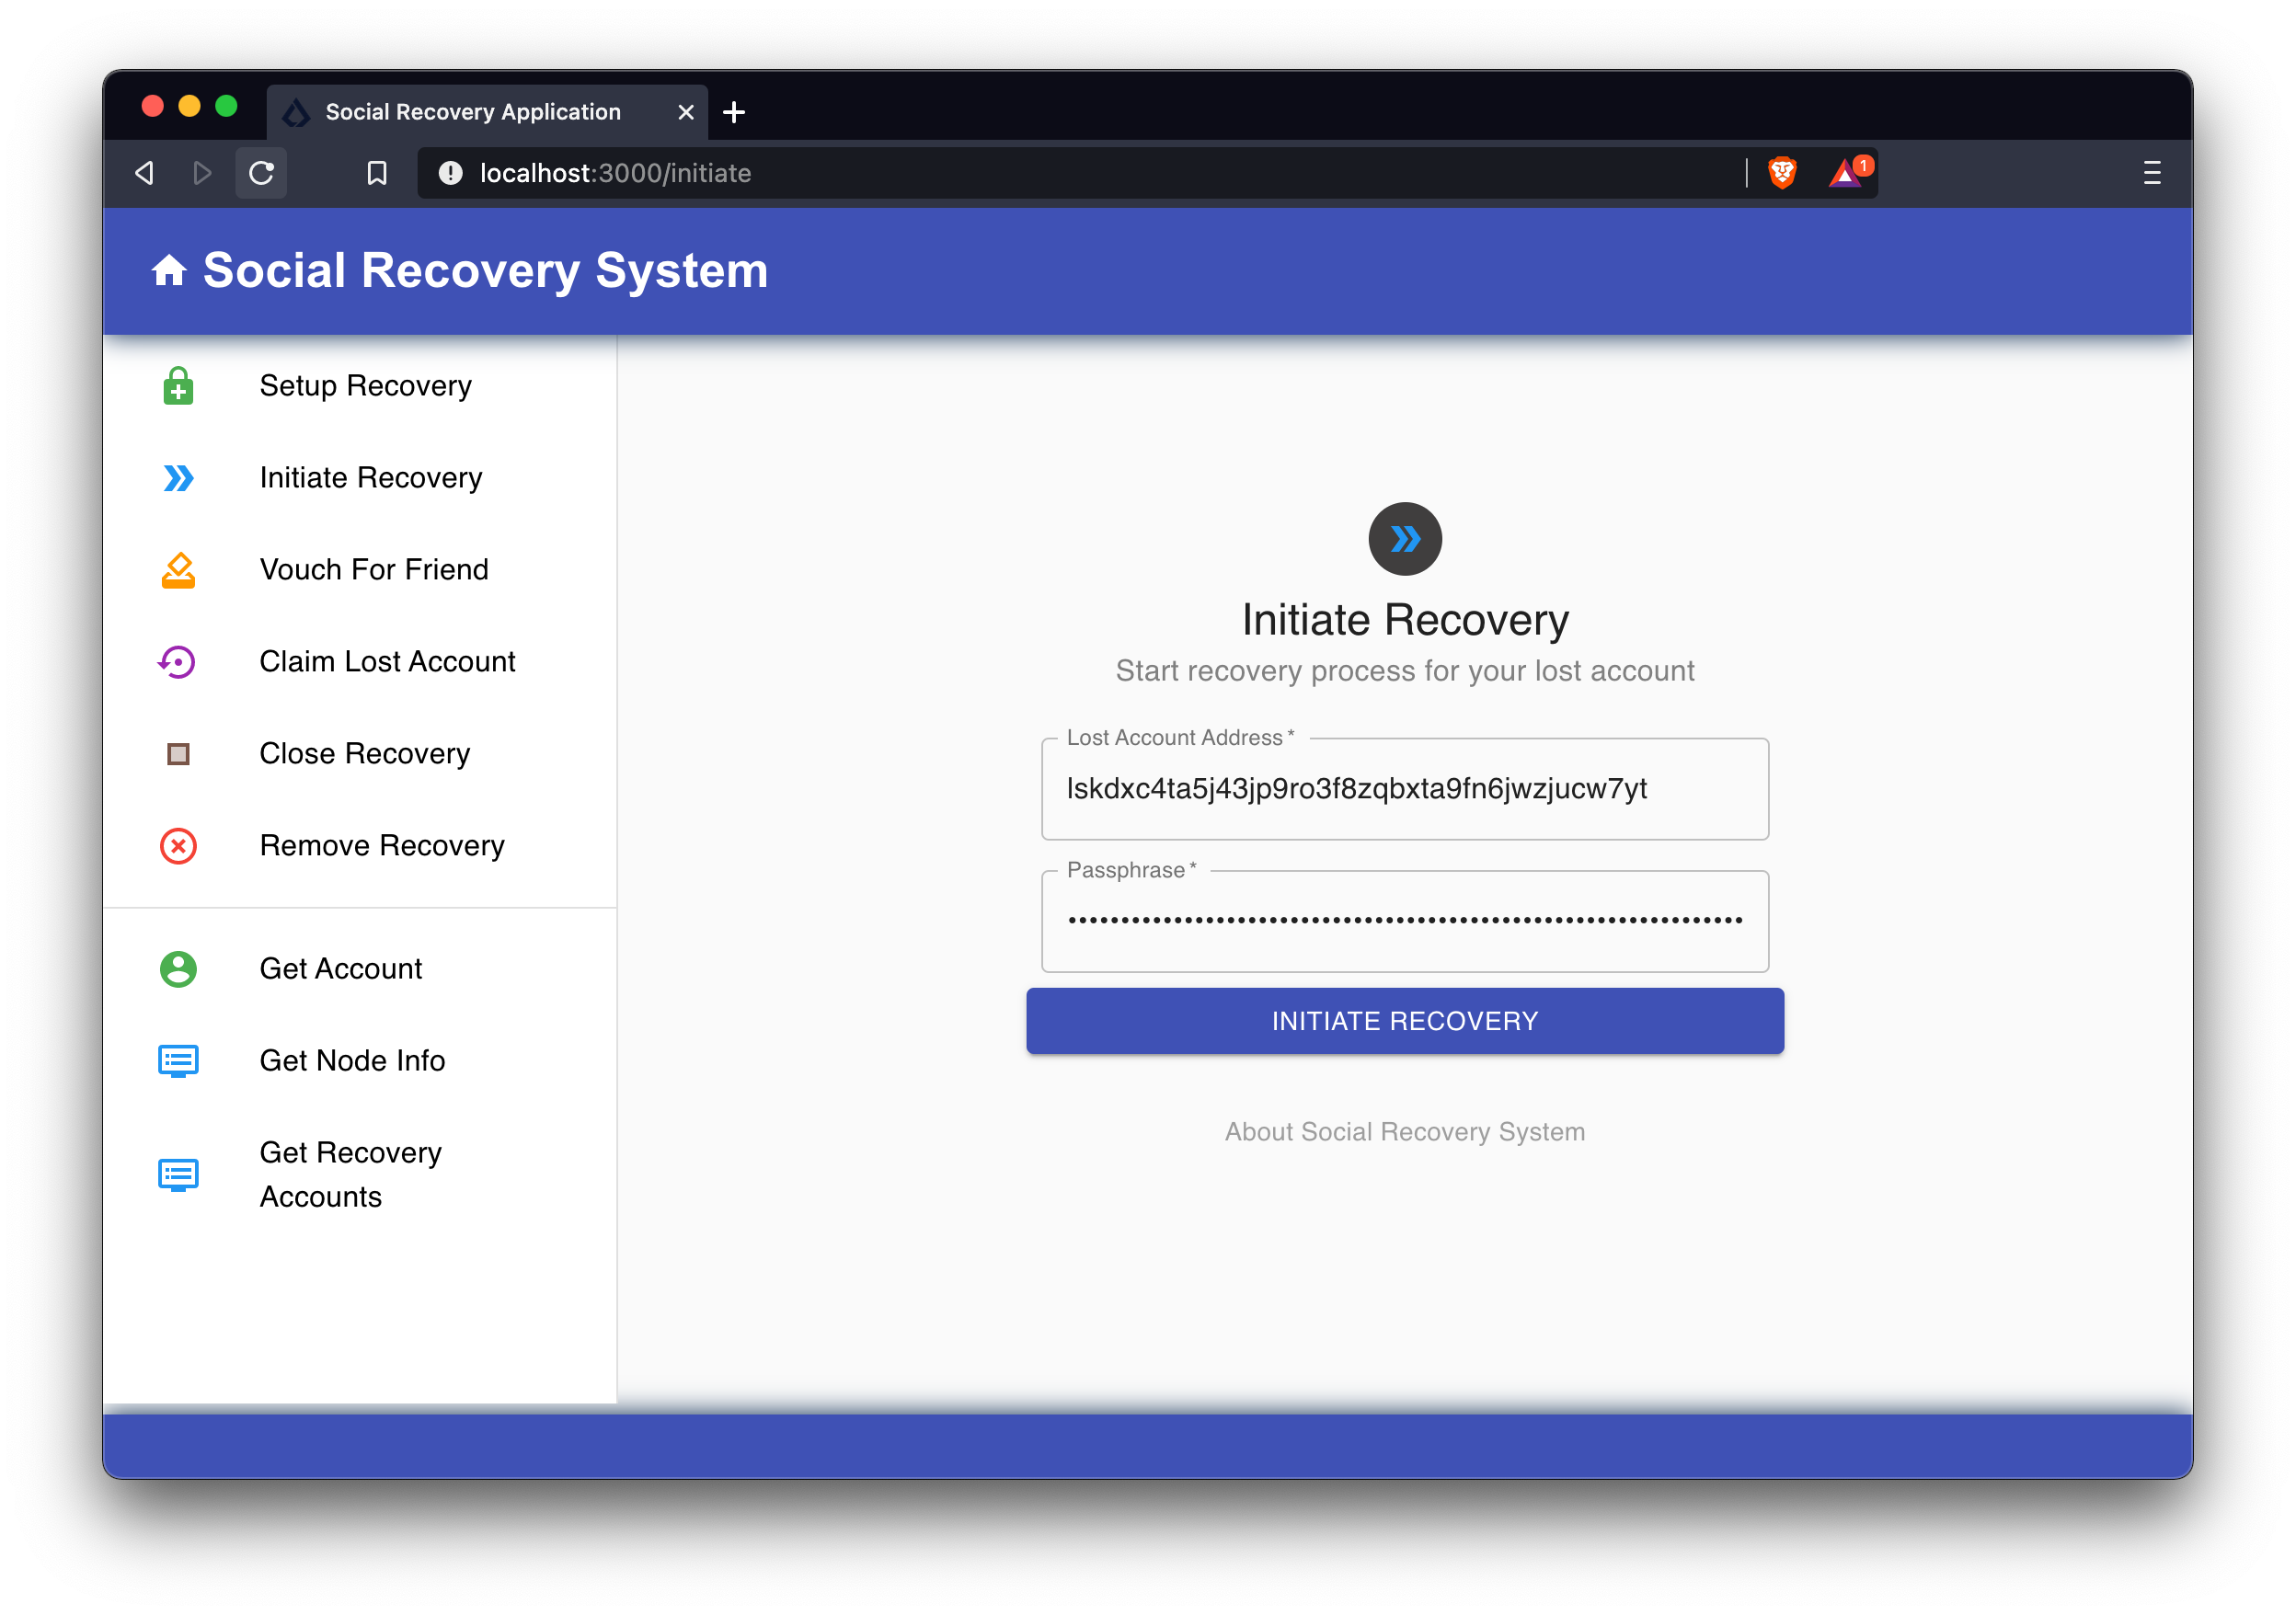 Social Recovery Application
localhost:3000/initiate
1
Social Recovery System
Setup Recovery
Initiate Recovery
Vouch For Friend
Claim Lost Account
Close Recovery
Remove Recovery
Get Account
Get Node Info
Get Recovery
Accounts
Initiate Recovery
Start recovery process for your lost account
Lost Account Address *
lskdxc4ta5j43jp9ro3f8zqbxta9fn6jwzjucw7yt
Passphrase *
INITIATE RECOVERY
About Social Recovery System